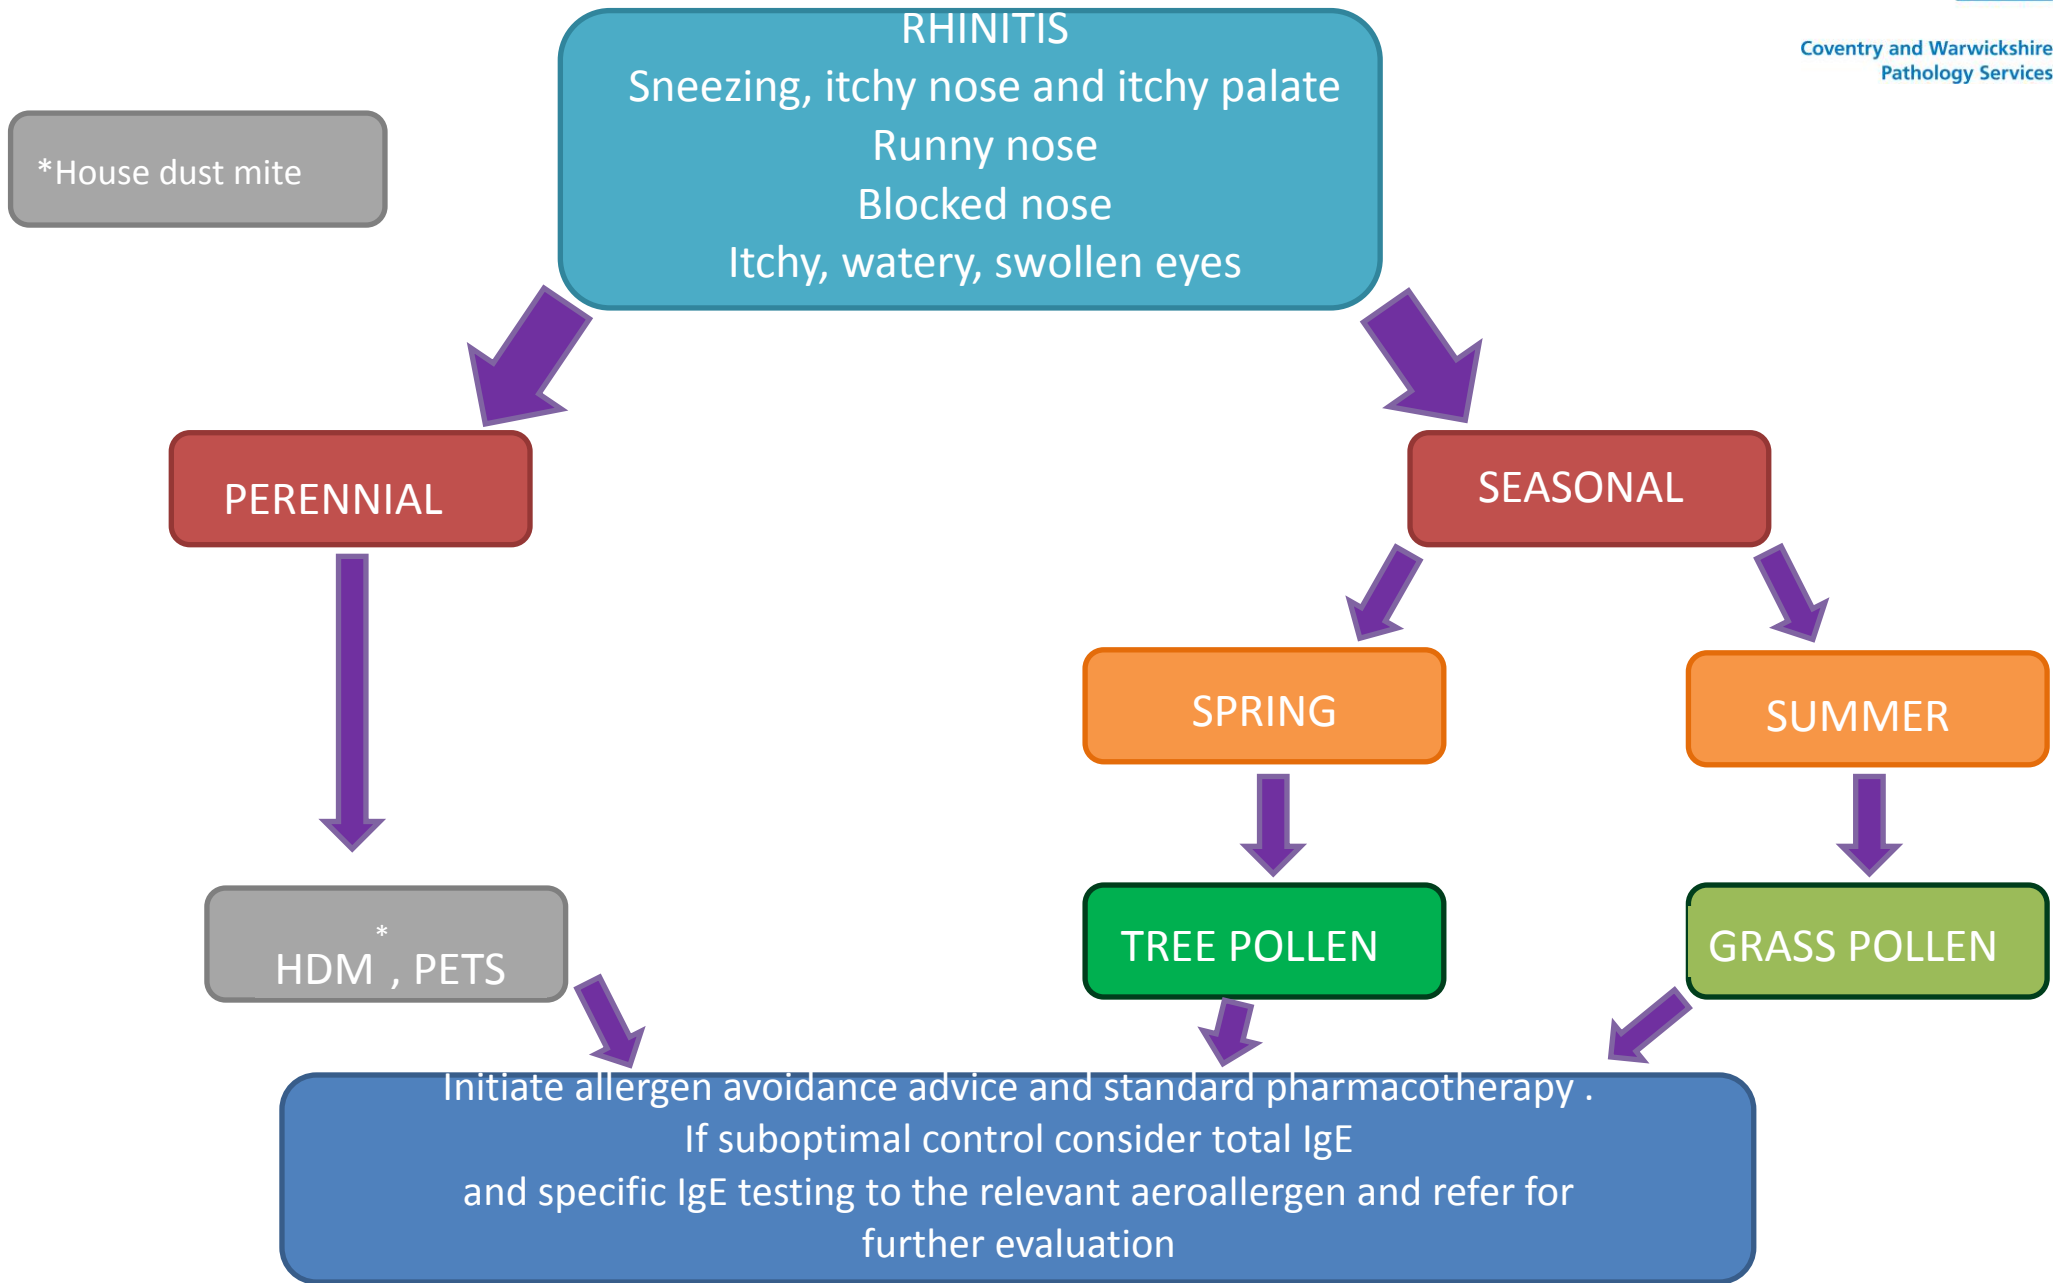 Coventry and Warwickshire
Pathology Services
RHINITIS
Sneezing, itchy nose and itchy palate
Runny nose
Blocked nose
Itchy, watery, swollen eyes
*House dust mite
PERENNIAL
SEASONAL
SPRING
SUMMER
HDM*, PETS
TREE POLLEN
GRASS POLLEN
Initiate allergen avoidance advice and standard pharmacotherapy .
If suboptimal control consider total IgE
and specific IgE testing to the relevant aeroallergen and refer for
further evaluation